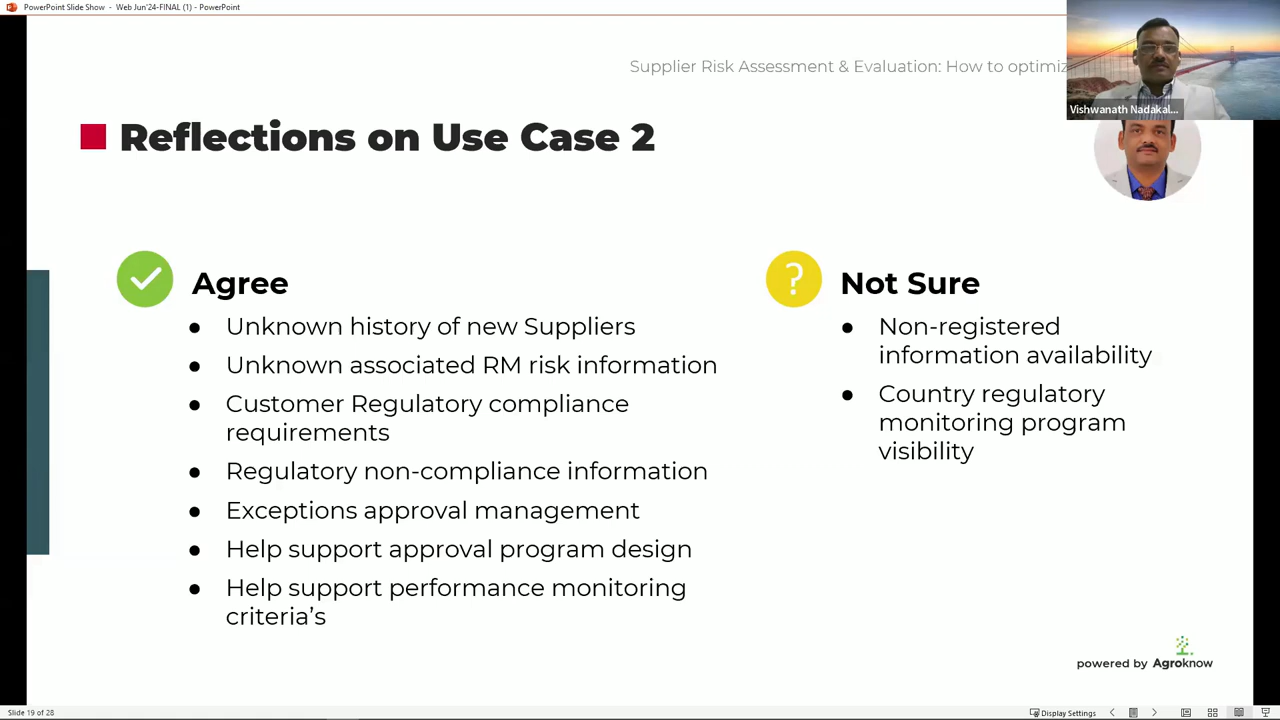 PowerPoint Slide Show - Web Jun'24-FINAL (1) - PowerPoint
Supplier Risk Assessment & Evaluation: How to optimiz
Vishwanath Nadakal...
Reflections on Use Case 2
Agree
● Unknown history of new Suppliers
● Unknown associated RM risk information
● Customer Regulatory compliance
requirements
● Regulatory non-compliance information
● Exceptions approval management
● Help support approval program design
● Help support performance monitoring
criteria's
? Not Sure
● Non-registered
information availability
● Country regulatory
monitoring program
visibility
powered by Agroknow
Slide 19 of 28
Display Settings